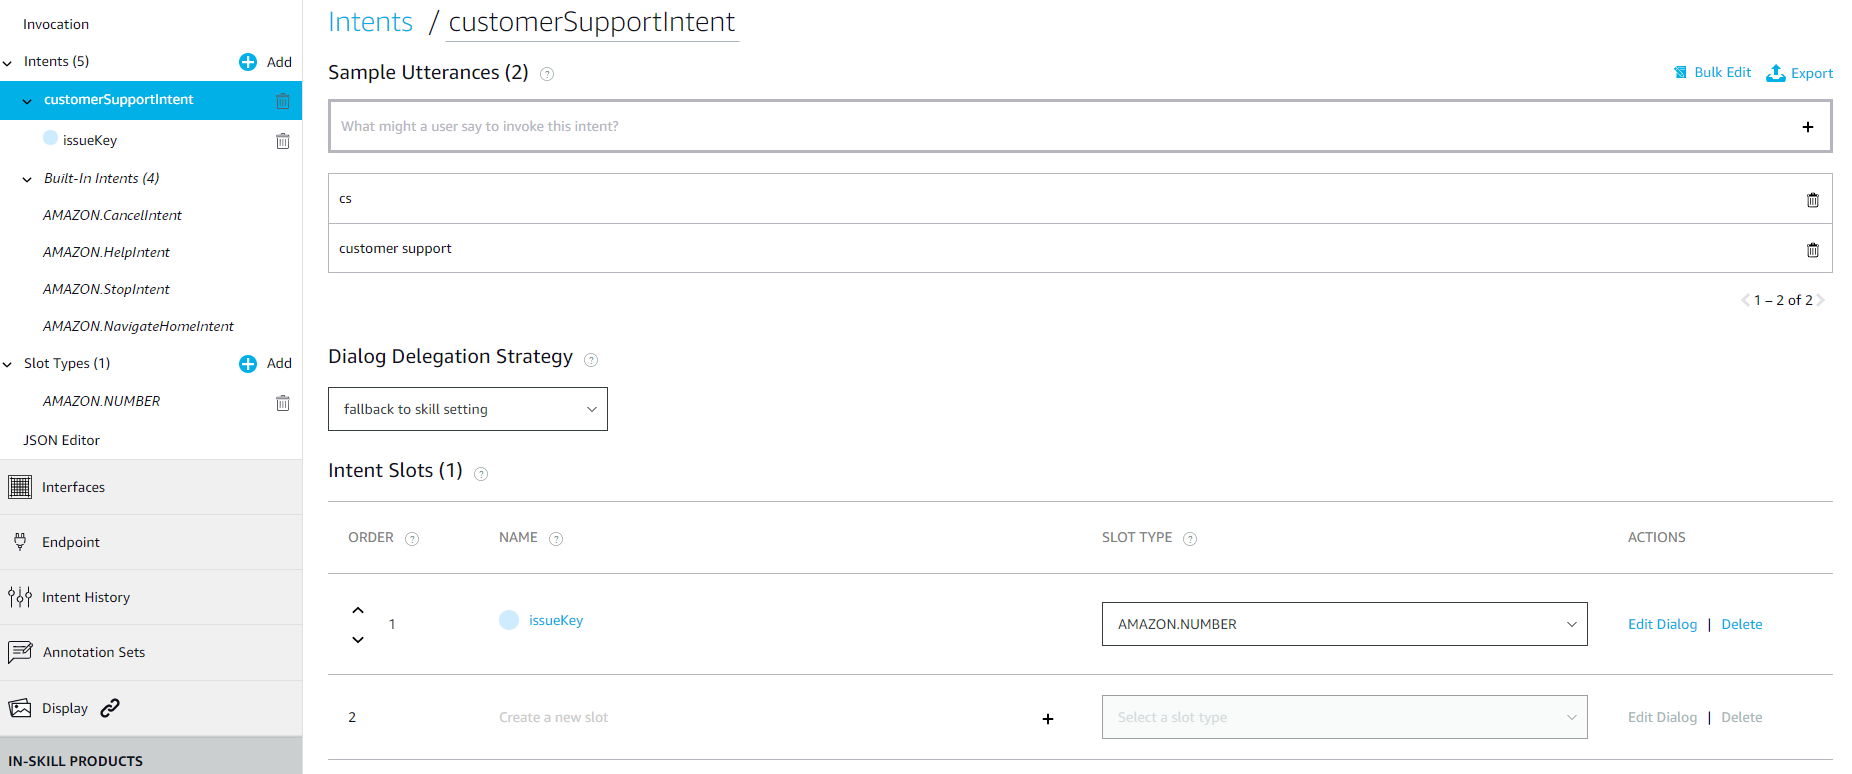 Invocation
Intents (5)
Add
customerSupportIntent
issueKey
Built-In Intents (4)
AMAZON.CancelIntent
AMAZON.HelpIntent
AMAZON.StopIntent
AMAZON.NavigateHomeIntent
Slot Types (1)
Add
AMAZON.NUMBER
JSON Editor
Interfaces
Endpoint
Intent History
Annotation Sets
Display
IN-SKILL PRODUCTS
Intents / customerSupportIntent
Sample Utterances (2) ?
Bulk Edit
Export
What might a user say to invoke this intent?
cs
customer support
1 – 2 of 2
Dialog Delegation Strategy ?
fallback to skill setting
Intent Slots (1) ?
ORDER ? NAME ? SLOT TYPE ? ACTIONS
1 issueKey AMAZON.NUMBER Edit Dialog | Delete
2 Create a new slot + Select a slot type Edit Dialog | Delete